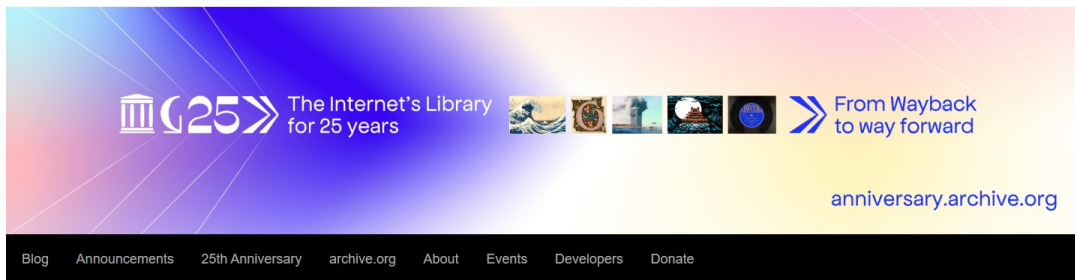 25
The Internet's Library
for 25 years
From Wayback
to way forward
anniversary.archive.org
Blog Announcements 25th Anniversary archive.org About Events Developers Donate